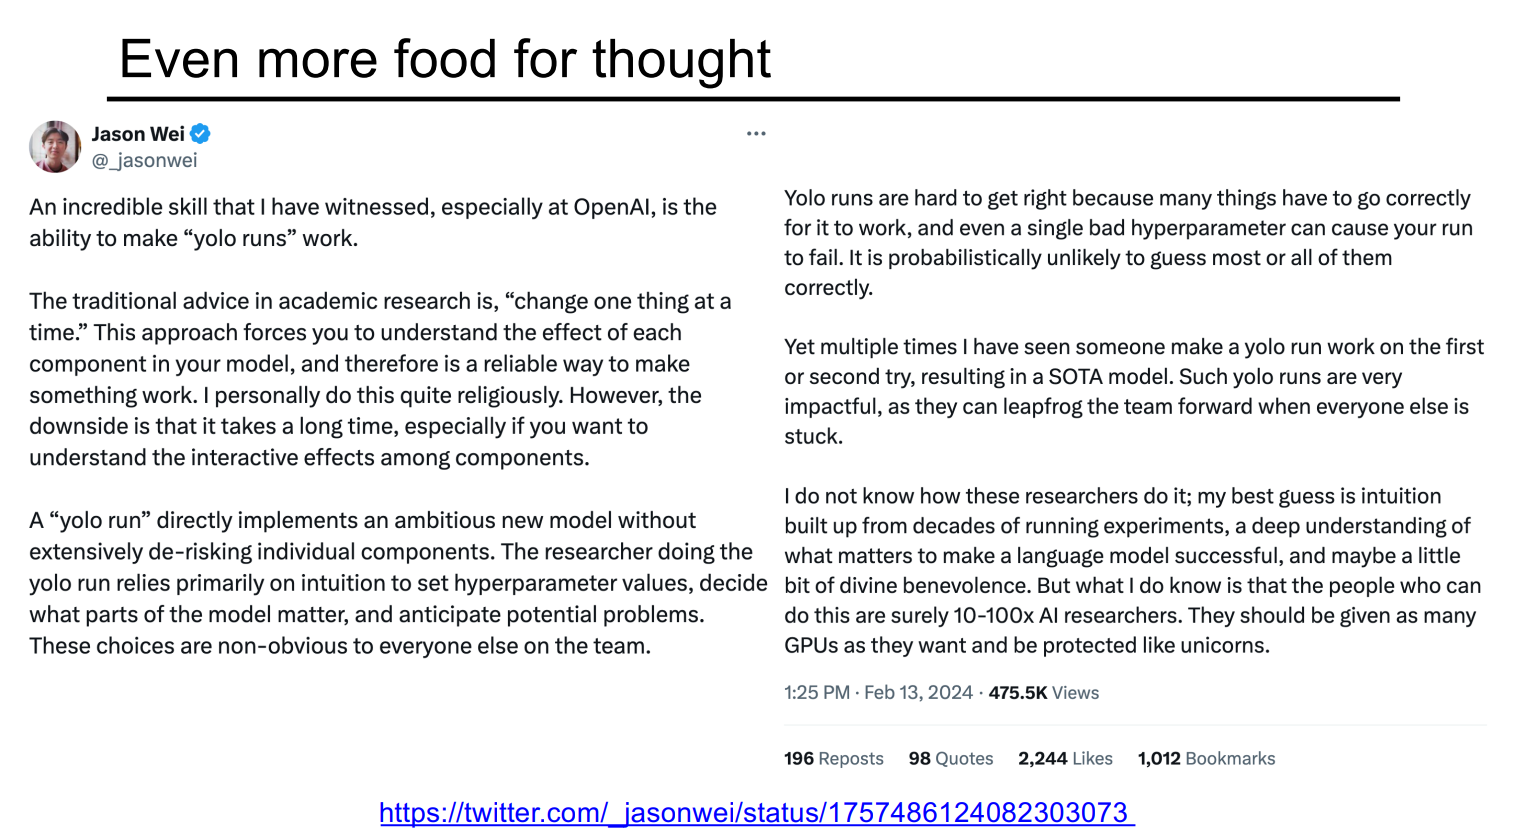 Even more food for thought
Jason Wei
@_jasonwei
An incredible skill that I have witnessed, especially at OpenAI, is the
ability to make “yolo runs” work.
The traditional advice in academic research is, “change one thing at a
time.” This approach forces you to understand the effect of each
component in your model, and therefore is a reliable way to make
something work. I personally do this quite religiously. However, the
downside is that it takes a long time, especially if you want to
understand the interactive effects among components.
A “yolo run” directly implements an ambitious new model without
extensively de-risking individual components. The researcher doing the
yolo run relies primarily on intuition to set hyperparameter values, decide
what parts of the model matter, and anticipate potential problems.
These choices are non-obvious to everyone else on the team.
Yolo runs are hard to get right because many things have to go correctly
for it to work, and even a single bad hyperparameter can cause your run
to fail. It is probabilistically unlikely to guess most or all of them
correctly.
Yet multiple times I have seen someone make a yolo run work on the first
or second try, resulting in a SOTA model. Such yolo runs are very
impactful, as they can leapfrog the team forward when everyone else is
stuck.
I do not know how these researchers do it; my best guess is intuition
built up from decades of running experiments, a deep understanding of
what matters to make a language model successful, and maybe a little
bit of divine benevolence. But what I do know is that the people who can
do this are surely 10-100x AI researchers. They should be given as many
GPUs as they want and be protected like unicorns.
1:25 PM · Feb 13, 2024 · 475.5K Views
196 Reposts 98 Quotes 2,244 Likes 1,012 Bookmarks
https://twitter.com/_jasonwei/status/1757486124082303073